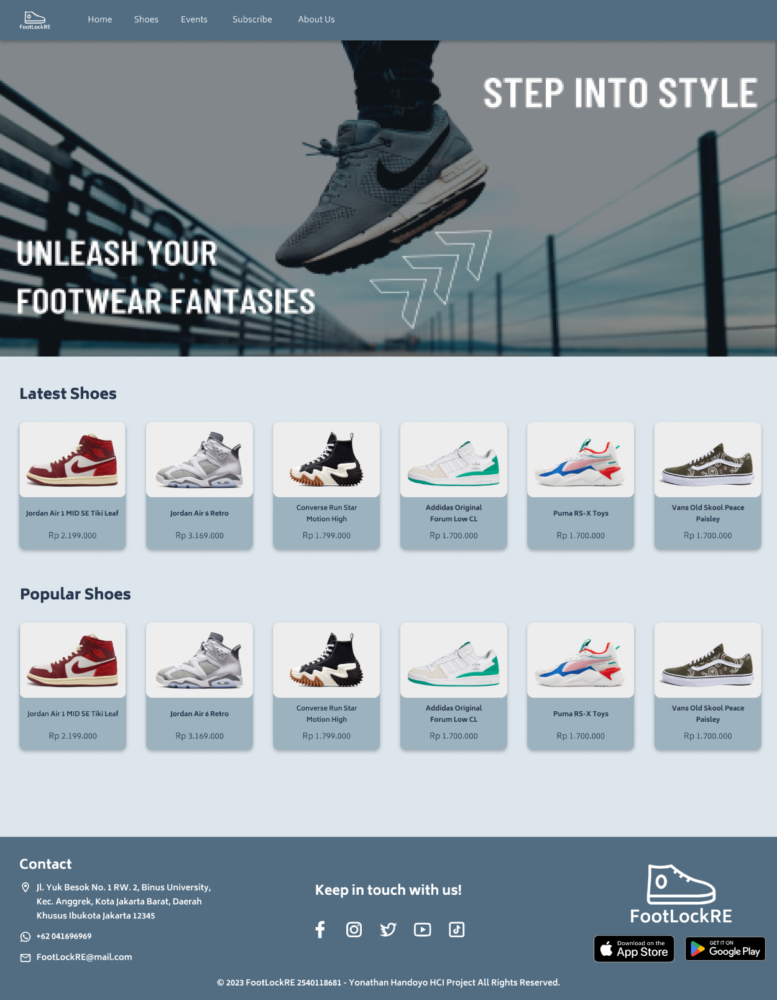 FootLockRE
Home
Shoes
Events
Subscribe
About Us
STEP INTO STYLE
UNLEASH YOUR
FOOTWEAR FANTASIES
Latest Shoes
Jordan Air 1 MID SE Tiki Leaf
Rp 2.199.000
Jordan Air 6 Retro
Rp 3.169.000
Converse Run Star
Motion High
Rp 1.799.000
Addidas Original
Forum Low CL
Rp 1.700.000
Puma RS-X Toys
Rp 1.700.000
Vans Old Skool Peace
Paisley
Rp 1.700.000
Popular Shoes
Jordan Air 1 MID SE Tiki Leaf
Rp 2.199.000
Jordan Air 6 Retro
Rp 3.169.000
Converse Run Star
Motion High
Rp 1.799.000
Addidas Original
Forum Low CL
Rp 1.700.000
Puma RS-X Toys
Rp 1.700.000
Vans Old Skool Peace
Paisley
Rp 1.700.000
Contact
Jl. Yuk Besok No. 1 RW. 2, Binus University,
Kec. Anggrek, Kota Jakarta Barat, Daerah
Khusus Ibukota Jakarta 12345
+62 041696969
FootLockRE@mail.com
Keep in touch with us!
FootLockRE
Download on the
App Store
GET IT ON
Google Play
© 2023 FootLockRE 2540118681 - Yonathan Handoyo HCI Project All Rights Reserved.